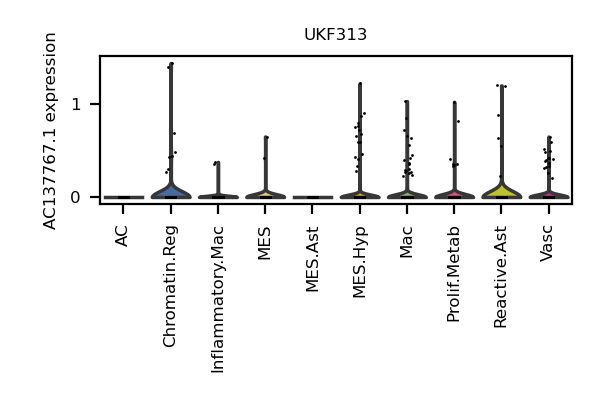 UKF313
AC137767.1 expression
1
0
AC
Chromatin.Reg
Inflammatory.Mac
MES
MES.Ast
MES.Hyp
Mac
Prolif.Metab
Reactive.Ast
Vasc